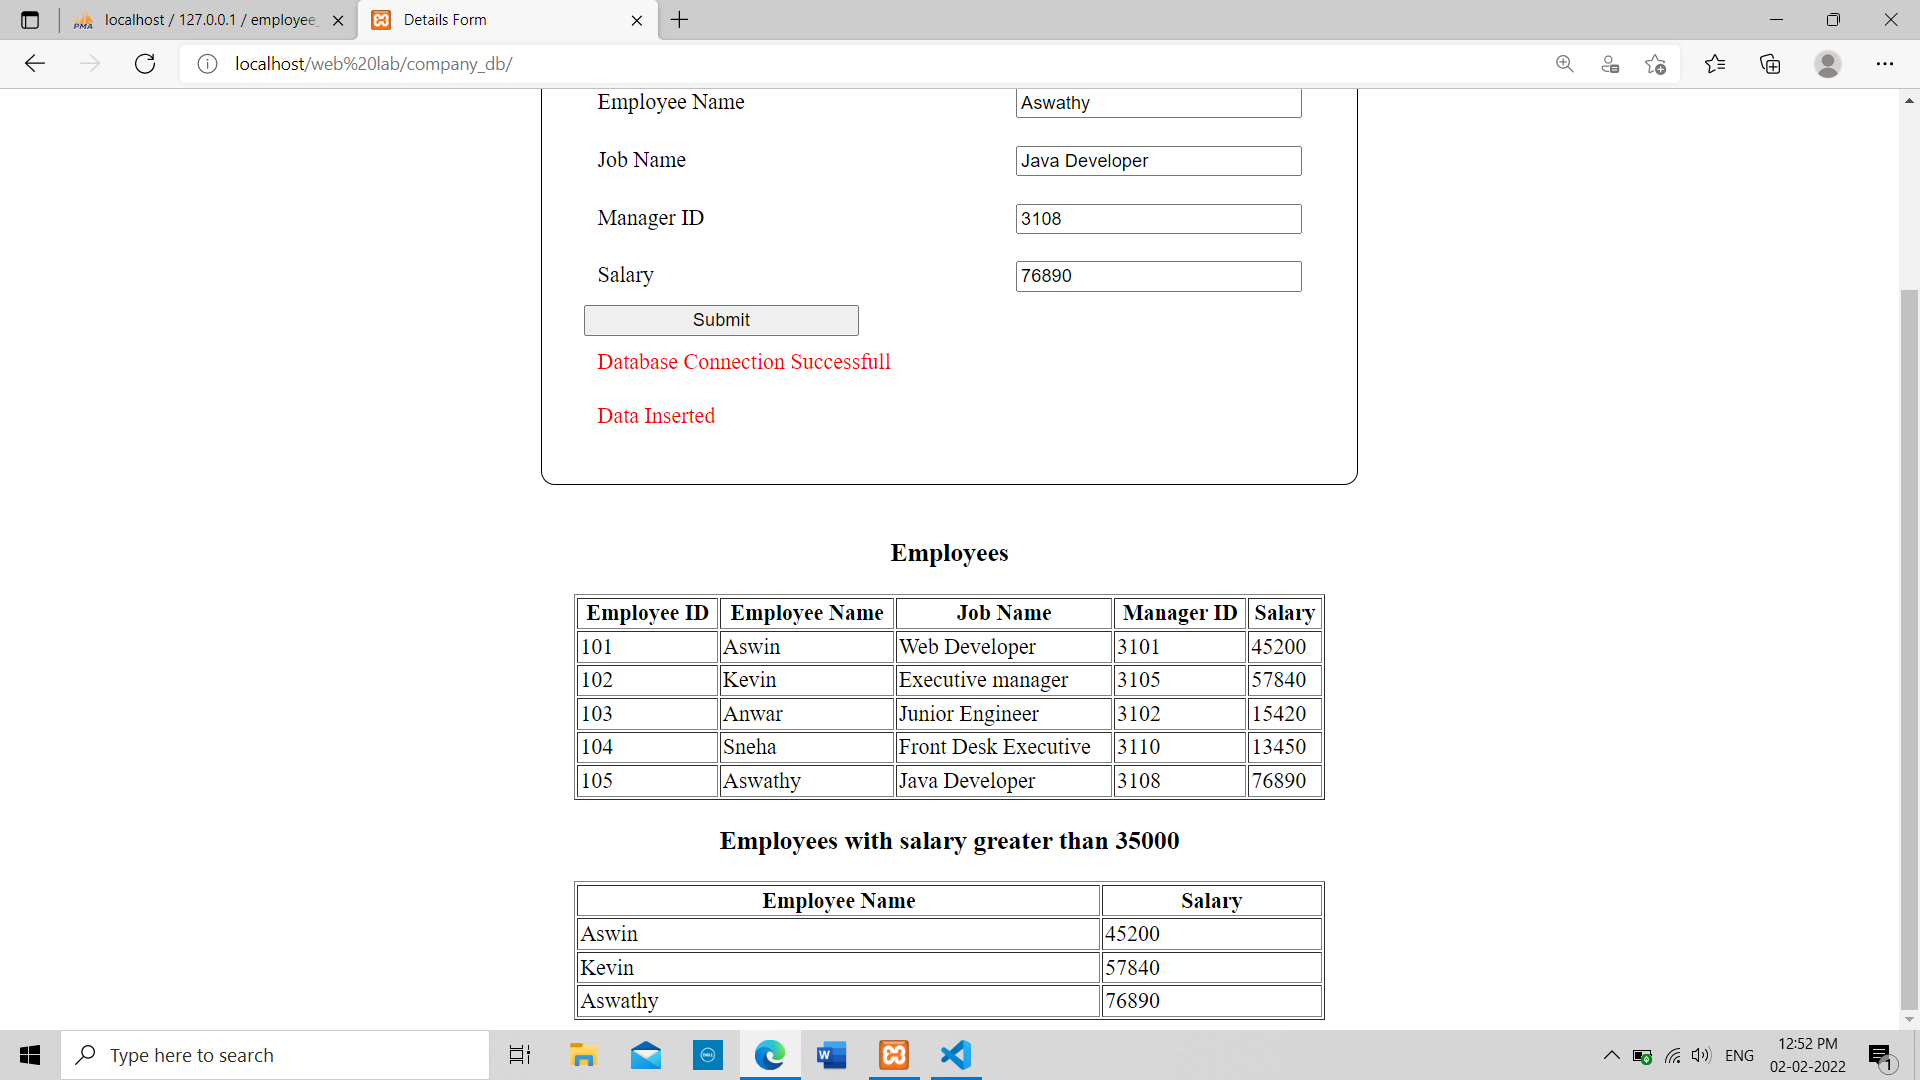 localhost / 127.0.0.1 / employee_
Details Form
localhost/web%20lab/company_db/
Employee Name Aswathy
Job Name Java Developer
Manager ID 3108
Salary 76890
Submit
Database Connection Successfull
Data Inserted
Employees
Employee ID Employee Name Job Name Manager ID Salary
101 Aswin Web Developer 3101 45200
102 Kevin Executive manager 3105 57840
103 Anwar Junior Engineer 3102 15420
104 Sneha Front Desk Executive 3110 13450
105 Aswathy Java Developer 3108 76890
Employees with salary greater than 35000
Employee Name Salary
Aswin 45200
Kevin 57840
Aswathy 76890
Type here to search
ENG
12:52 PM
02-02-2022
1